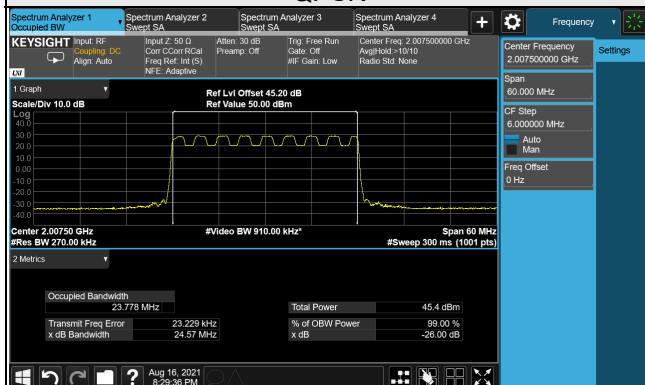 Spectrum Analyzer 1
Occupied BW
Spectrum Analyzer 2
Swept SA
Spectrum Analyzer 3
Swept SA
Spectrum Analyzer 4
Swept SA
+
Frequency
KEYSIGHT
Input: RF
Coupling: DC
Align: Auto
Input Z: 50 Ω
Corr CCorr RCal
Freq Ref: Int (S)
NFE: Adaptive
Atten: 30 dB
Preamp: Off
Trig: Free Run
Gate: Off
#IF Gain: Low
Center Freq: 2.007500000 GHz
Avg|Hold:>10/10
Radio Std: None
LXI
Center Frequency
2.007500000 GHz
Settings
Span
60.000 MHz
CF Step
6.000000 MHz
Auto
Man
Freq Offset
0 Hz
1 Graph
Scale/Div 10.0 dB
Ref Lvl Offset 45.20 dB
Ref Value 50.00 dBm
Log
40.0
30.0
20.0
10.0
0.00
-10.0
-20.0
-30.0
-40.0
Center 2.00750 GHz
#Res BW 270.00 kHz
#Video BW 910.00 kHz*
Span 60 MHz
#Sweep 300 ms (1001 pts)
2 Metrics
Occupied Bandwidth
23.778 MHz
Total Power 45.4 dBm
Transmit Freq Error 23.229 kHz
% of OBW Power 99.00 %
x dB Bandwidth 24.57 MHz
x dB -26.00 dB
?
Aug 16, 2021
8:29:36 PM